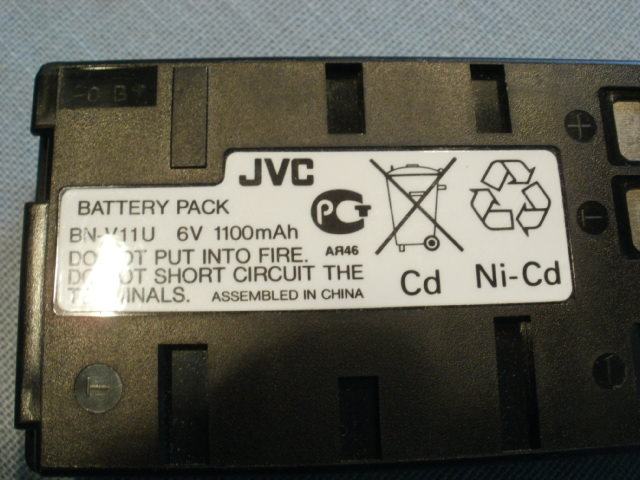 JVC
BATTERY PACK
BN-V11U 6V 1100mAh
DO NOT PUT INTO FIRE.
DO NOT SHORT CIRCUIT THE
TERMINALS. ASSEMBLED IN CHINA
АЯ46
Cd
Ni-Cd